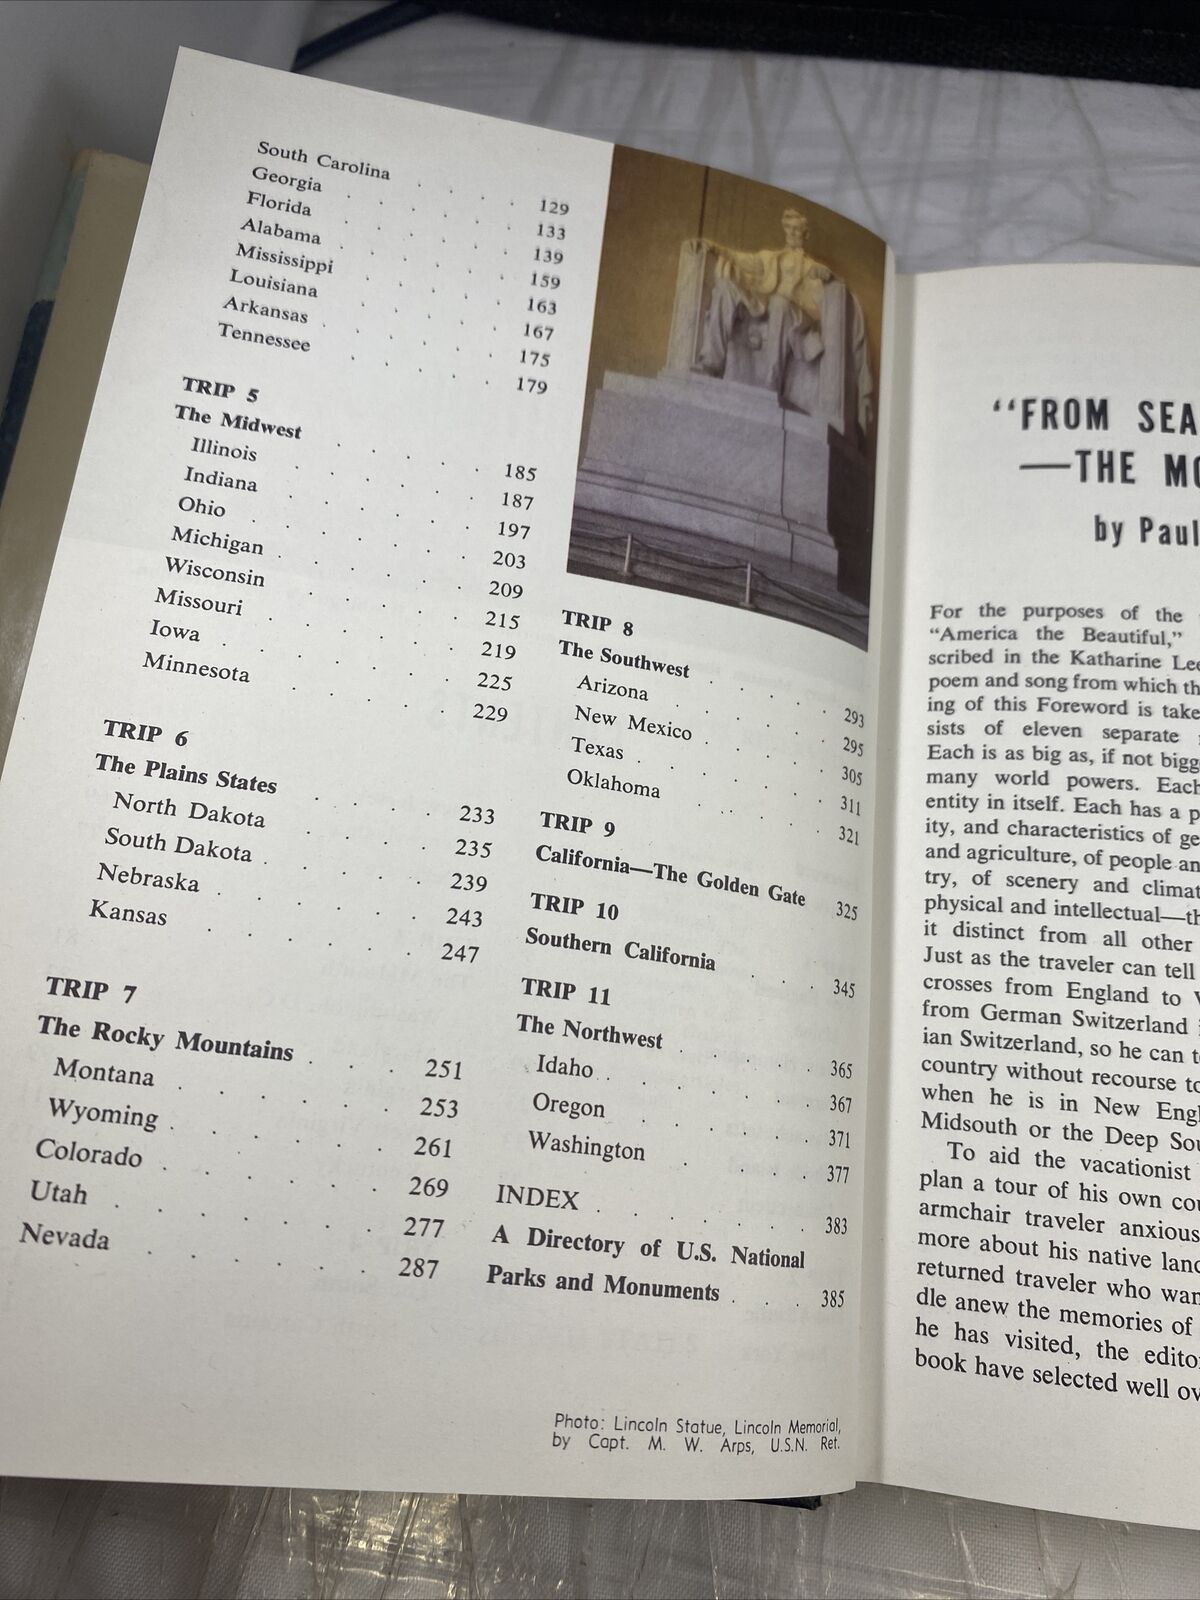 South Carolina . . . . 129
Georgia . . . . . . 133
Florida . . . . . . 139
Alabama . . . . . . 159
Mississippi . . . . . 163
Louisiana . . . . . 167
Arkansas . . . . . . 175
Tennessee . . . . . 179
TRIP 5
The Midwest . . . . . 185
Illinois . . . . . . 187
Indiana . . . . . . 197
Ohio . . . . . . . 203
Michigan . . . . . . 209
Wisconsin . . . . . . 215
Missouri . . . . . . 219
Iowa . . . . . . . 225
Minnesota . . . . . . 229
TRIP 6
The Plains States . . . . 233
North Dakota . . . . . 235
South Dakota . . . . . 239
Nebraska . . . . . . 243
Kansas . . . . . . 247
TRIP 7
The Rocky Mountains . . . 251
Montana . . . . . . 253
Wyoming . . . . . . 261
Colorado . . . . . . 269
Utah . . . . . . . 277
Nevada . . . . . . 287
TRIP 8
The Southwest . . . . . 293
Arizona . . . . . . 295
New Mexico . . . . . 305
Texas . . . . . . . 311
Oklahoma . . . . . . 321
TRIP 9
California—The Golden Gate 325
TRIP 10
Southern California . . . 345
TRIP 11
The Northwest . . . . . 365
Idaho . . . . . . . 367
Oregon . . . . . . 371
Washington . . . . . 377
INDEX . . . . . . . 383
A Directory of U.S. National
Parks and Monuments . . . 385
Photo: Lincoln Statue, Lincoln Memorial,
by Capt. M. W. Arps, U.S.N. Ret.
"FROM SEA
—THE MO
by Paul
For the purposes of the
"America the Beautiful,"
scribed in the Katharine Lee
poem and song from which th
ing of this Foreword is take
sists of eleven separate
Each is as big as, if not bigg
many world powers. Each
entity in itself. Each has a p
ity, and characteristics of ge
and agriculture, of people an
try, of scenery and climat
physical and intellectual—th
it distinct from all other
Just as the traveler can tell
crosses from England to
from German Switzerland
ian Switzerland, so he can t
country without recourse to
when he is in New Engl
Midsouth or the Deep Sou
To aid the vacationist
plan a tour of his own cou
armchair traveler anxious
more about his native lanc
returned traveler who wan
dle anew the memories of
he has visited, the edito
book have selected well ov